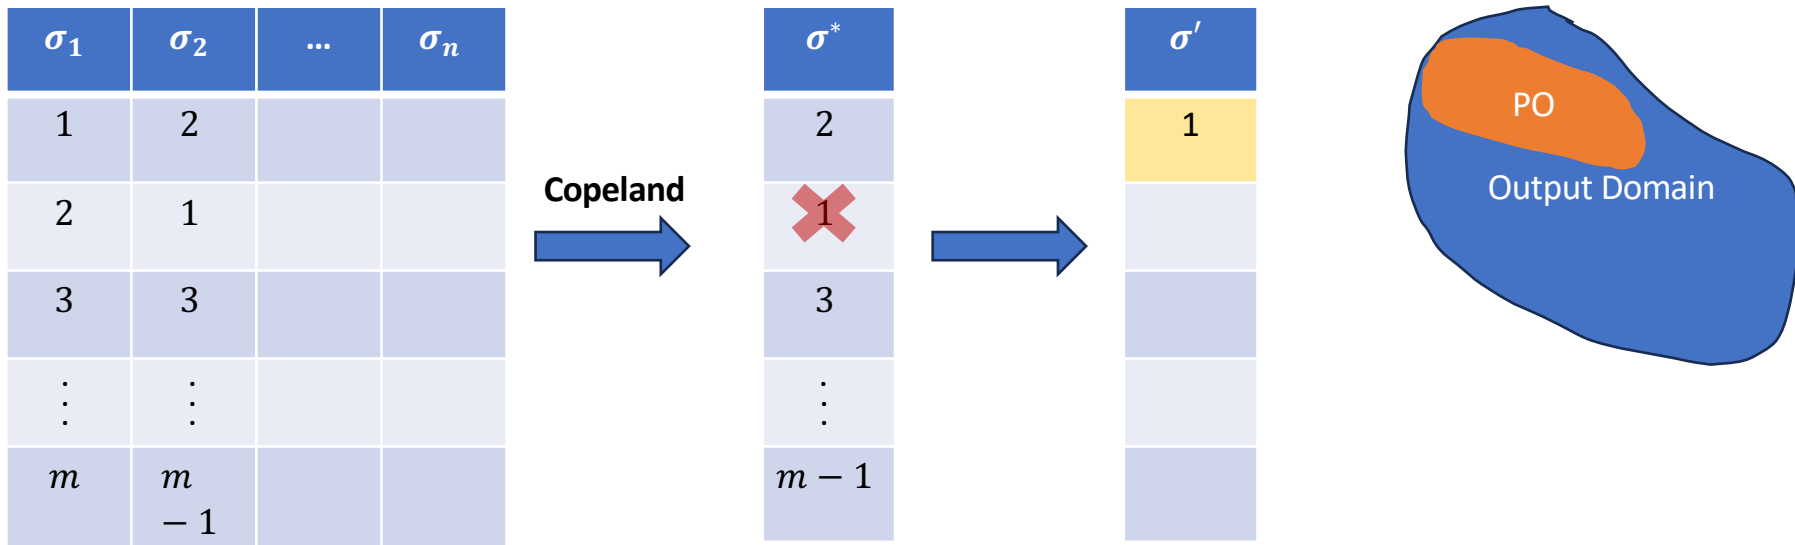 σ₁ σ₂ ... σₙ
1 2
2 1
3 3
⋮ ⋮
m m
− 1
Copeland
σ*
2
1
3
⋮
m − 1
σ′
1
PO
Output Domain